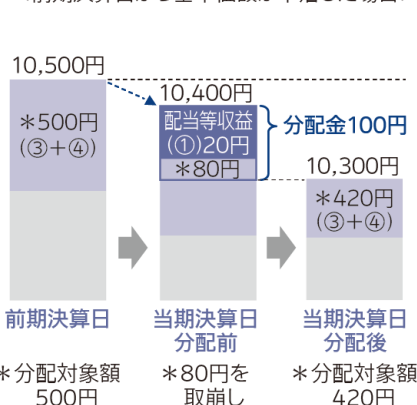 10,500円
10,400円
＊500円
(③＋④)
配当等収益
(①)20円
＊80円
分配金100円
10,300円
＊420円
(③＋④)
前期決算日
当期決算日
分配前
当期決算日
分配後
＊分配対象額
500円
＊80円を
取崩し
＊分配対象額
420円